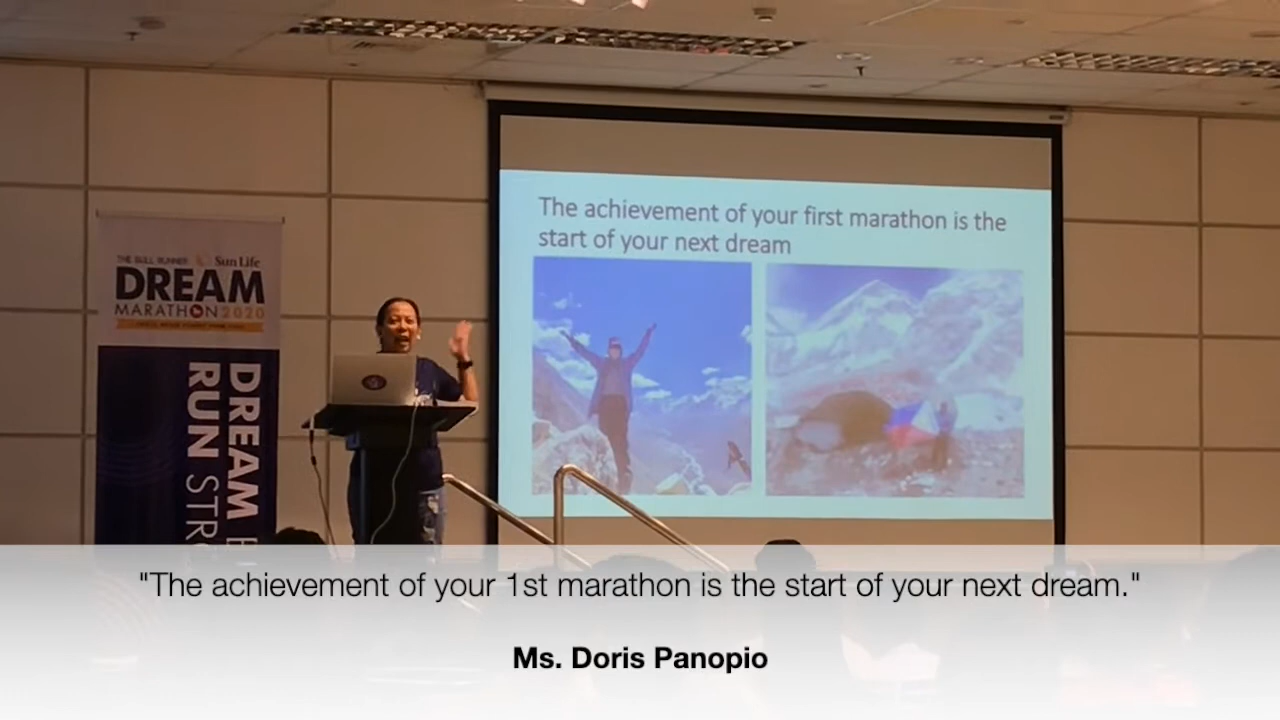 The achievement of your first marathon is the
start of your next dream
THE BULL RUNNER Sun Life
DREAM
MARATHON 2020
DREAM
RUN STR
"The achievement of your 1st marathon is the start of your next dream."
Ms. Doris Panopio